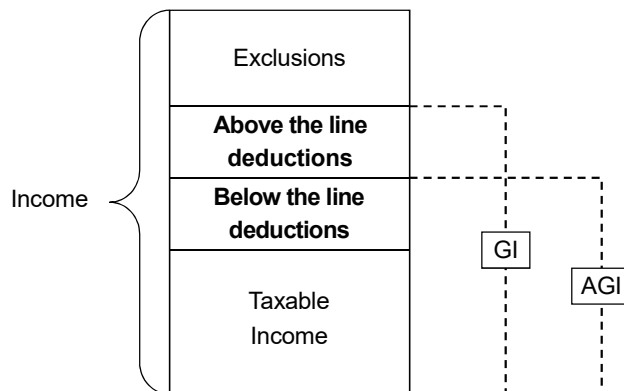 Exclusions
Above the line
deductions
Income
Below the line
deductions
GI
AGI
Taxable
Income